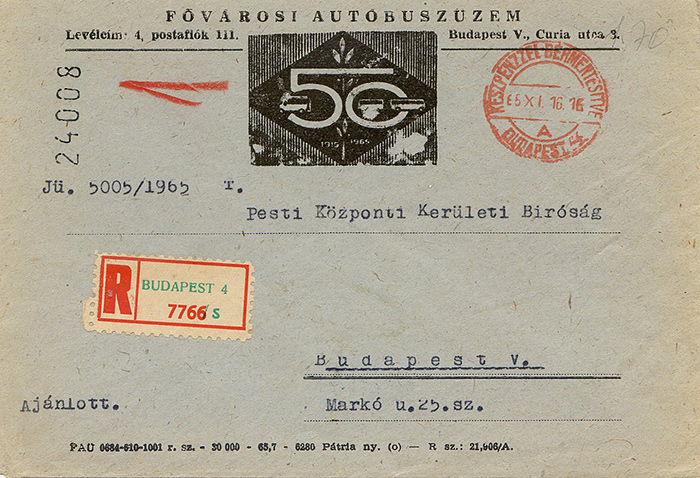 FŐVÁROSI AUTÓBUSZÜZEM
Levélcím: 4, postafiók 111.
Budapest V., Curia utca 3.
70
24008
50
1915 1965
KÉSZPÉNZZEL BÉRMENTESÍTVE
65 XI. 16. 16
A
BUDAPEST 4
Jü. 5005/1965 T.
Pesti Központi Kerületi Biróság
R
BUDAPEST 4
7766 S
Budapest V.
Ajánlott.
Markó u.25.sz.
PAU 0684-610-1001 r. sz. - 30 000 - 65,7 - 6280 Pátria ny. (o) — R sz.: 21,906/A.